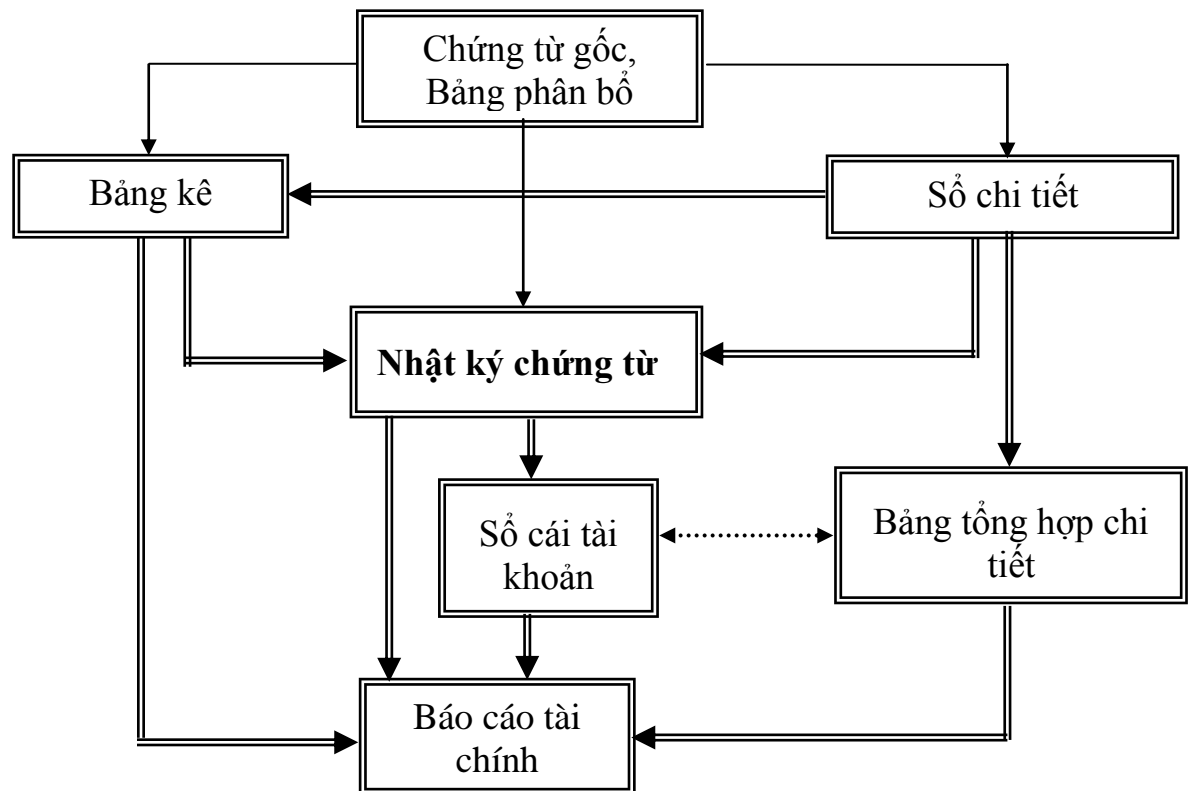 Chứng từ gốc,
Bảng phân bổ
Bảng kê
Sổ chi tiết
Nhật ký chứng từ
Sổ cái tài
khoản
Bảng tổng hợp chi
tiết
Báo cáo tài
chính